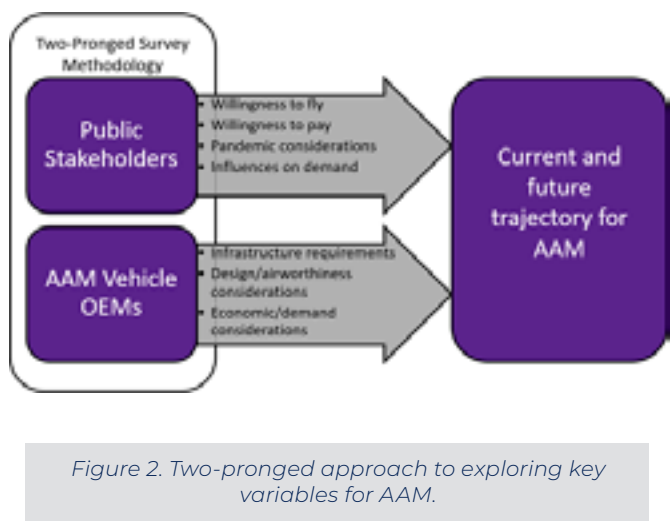 Two-Pronged Survey
Methodology
Public
Stakeholders
• Willingness to fly
• Willingness to pay
• Pandemic considerations
• Influences on demand
AAM Vehicle
OEMs
• Infrastructure requirements
• Design/airworthiness
considerations
• Economic/demand
considerations
Current and
future
trajectory for
AAM
Figure 2. Two-pronged approach to exploring key
variables for AAM.